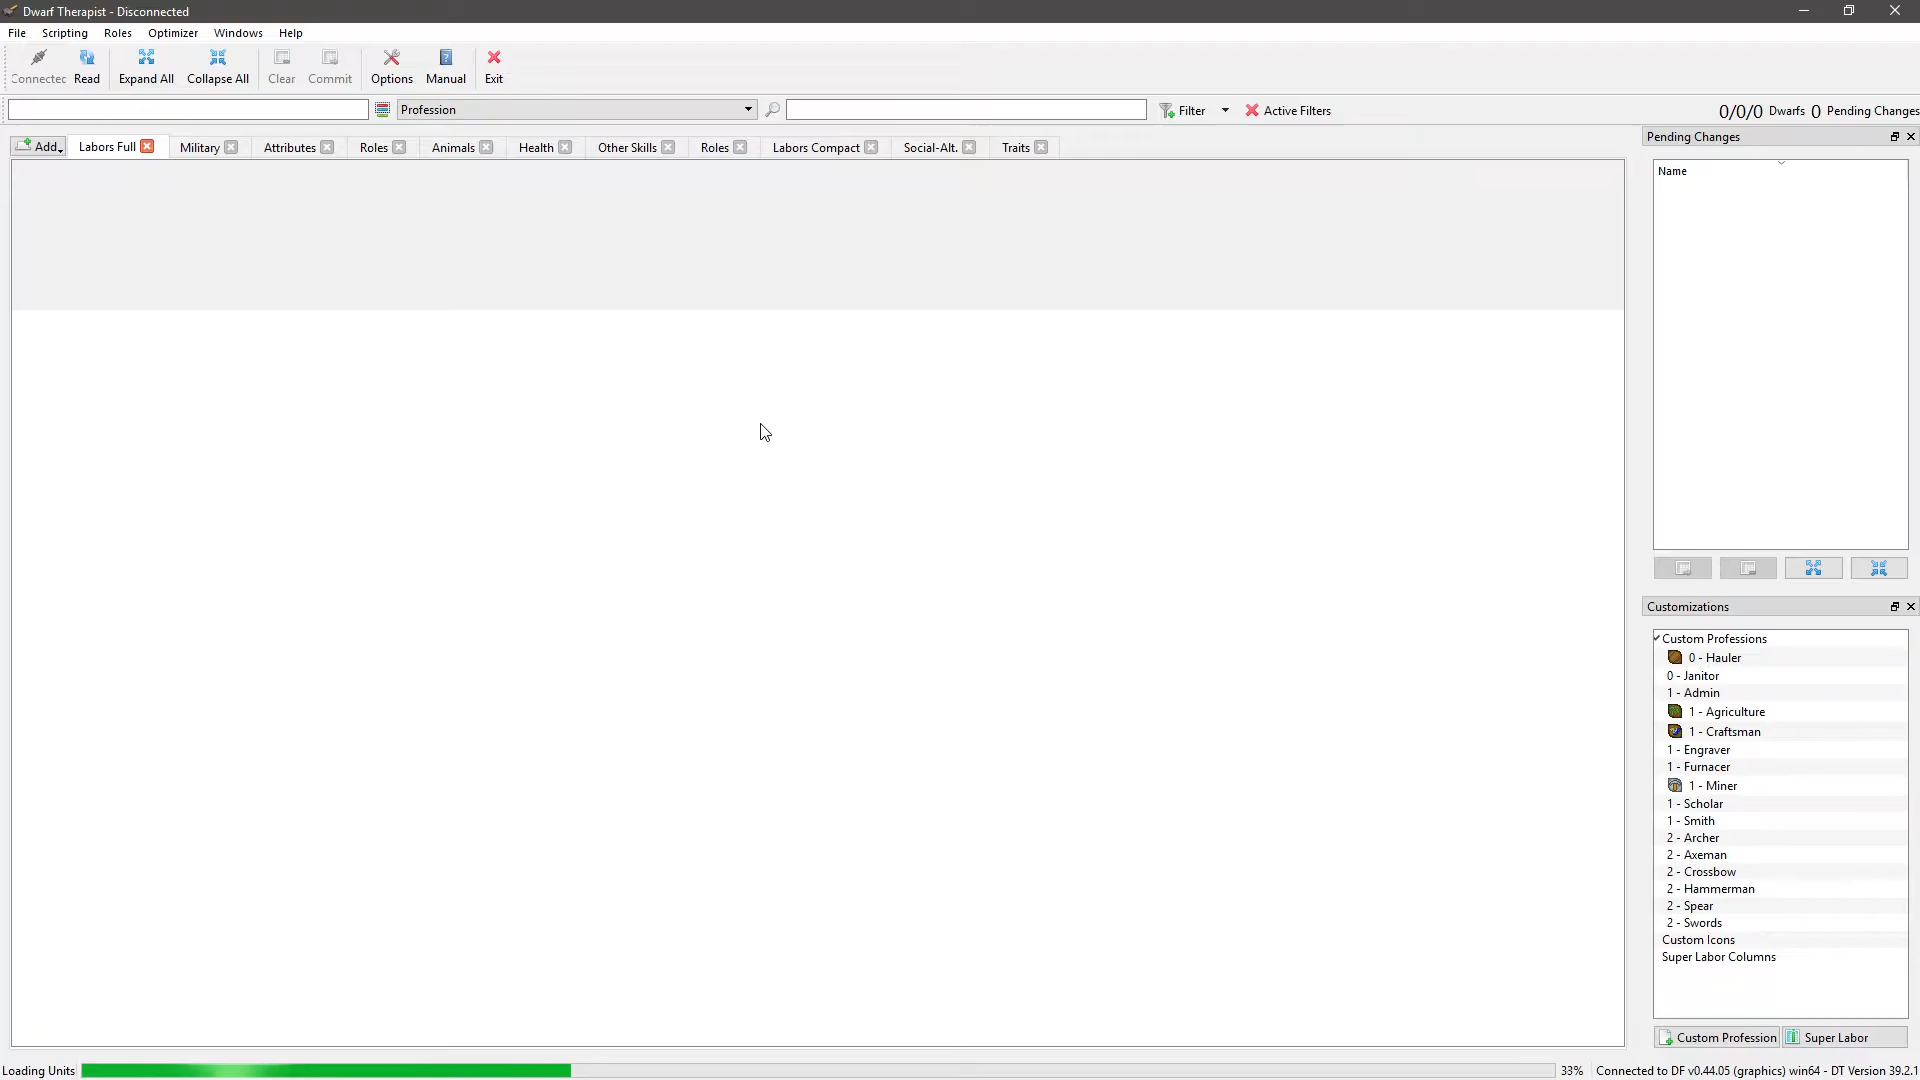 Dwarf Therapist - Disconnected
File Scripting Roles Optimizer Windows Help
Connectec Read Expand All Collapse All Clear Commit Options Manual Exit
Profession Filter Active Filters 0/0/0 Dwarfs 0 Pending Changes
Add Labors Full Military Attributes Roles Animals Health Other Skills Roles Labors Compact Social-Alt. Traits
Pending Changes
Name
Customizations
Custom Professions
0 - Hauler
0 - Janitor
1 - Admin
1 - Agriculture
1 - Craftsman
1 - Engraver
1 - Furnacer
1 - Miner
1 - Scholar
1 - Smith
2 - Archer
2 - Axeman
2 - Crossbow
2 - Hammerman
2 - Spear
2 - Swords
Custom Icons
Super Labor Columns
Custom Profession Super Labor
Loading Units 33% Connected to DF v0.44.05 (graphics) win64 - DT Version 39.2.1